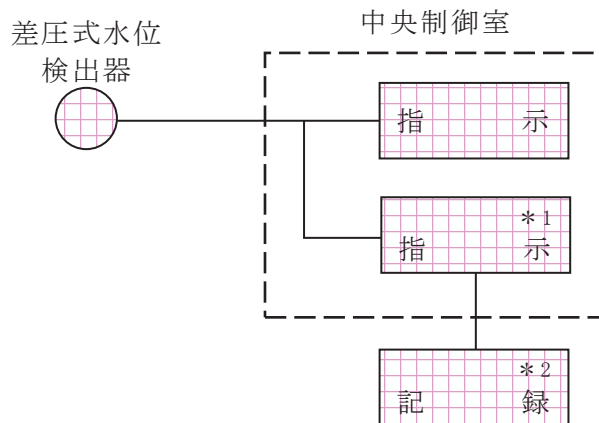 中央制御室
差圧式水位
検出器
指 示
*1
指 示
*2
記 録